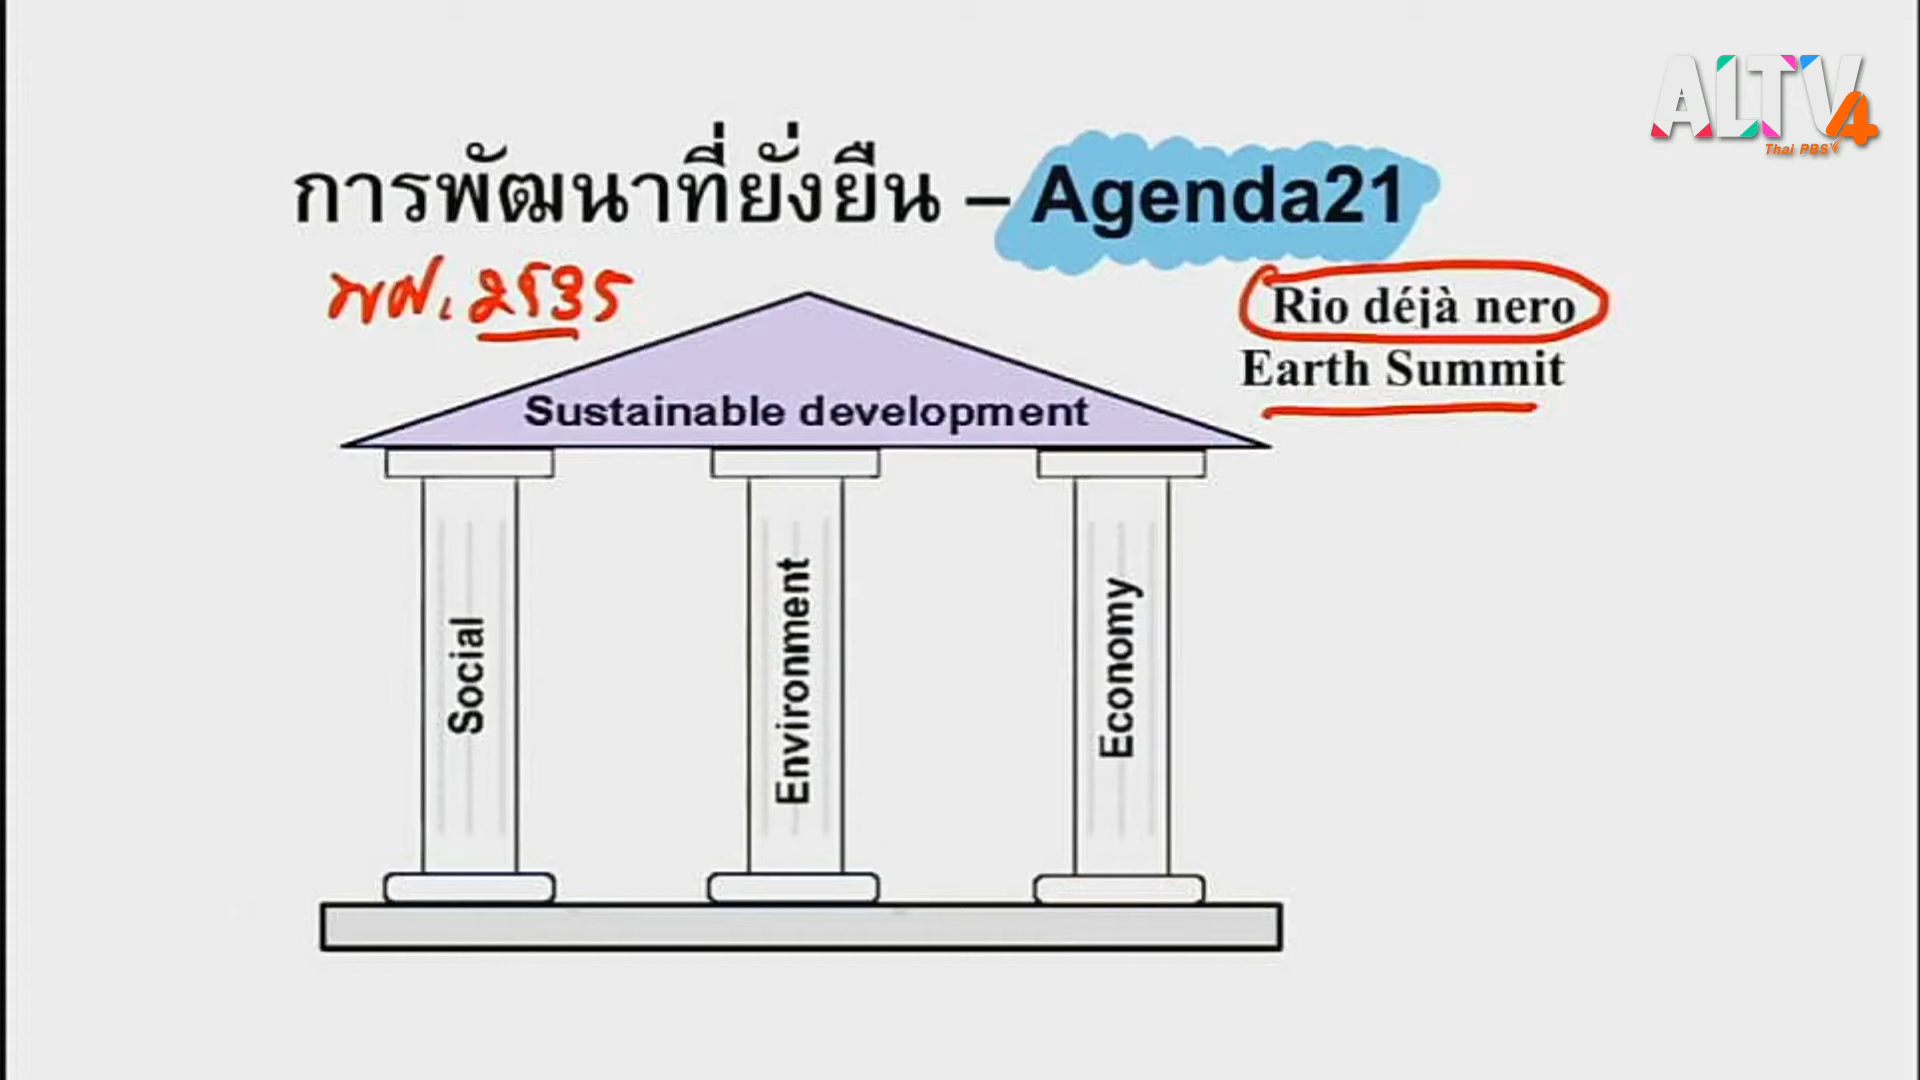 ALTV4
Thai PBS
การพัฒนาที่ยั่งยืน – Agenda21
พศ. 2535
Rio déjà nero
Earth Summit
Sustainable development
Social
Environment
Economy